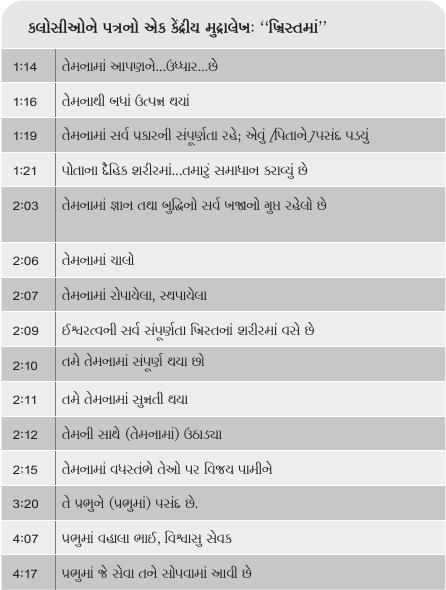 કલોસીઓને પત્રનો એક કેંદ્રીય મુદ્રાલેખઃ ‘‘ખ્રિસ્તમાં’’
1:14 તેમનામાં આપણને...ઉધ્ધાર...છે
1:16 તેમનાથી બધાં ઉત્પન્ન થયાં
1:19 તેમનામાં સર્વ પ્રકારની સંપૂર્ણતા રહે; એવું [પિતાને]પસંદ પડયું
1:21 પોતાના દૈહિક શરીરમાં...તમારું સમાધાન કરાવ્યું છે
2:03 તેમનામાં જ્ઞાન તથા બુદ્ધિનો સર્વ ખજાનો ગુપ્ત રહેલો છે
2:06 તેમનામાં ચાલો
2:07 તેમનામાં રોપાયેલા, સ્થપાયેલા
2:09 ઈશ્વરત્વની સર્વ સંપૂર્ણતા ખ્રિસ્તનાં શરીરમાં વસે છે
2:10 તમે તેમનામાં સંપૂર્ણ થયા છો
2:11 તમે તેમનામાં સુન્નતી થયા
2:12 તેમની સાથે (તેમનામાં) ઉઠાડ્યા
2:15 તેમનામાં વધસ્તંભે તેઓ પર વિજય પામીને
3:20 તે પ્રભુને (પ્રભુમાં) પસંદ છે.
4:07 પ્રભુમાં વહાલા ભાઈ, વિશ્વાસુ સેવક
4:17 પ્રભુમાં જે સેવા તને સોપવામાં આવી છે